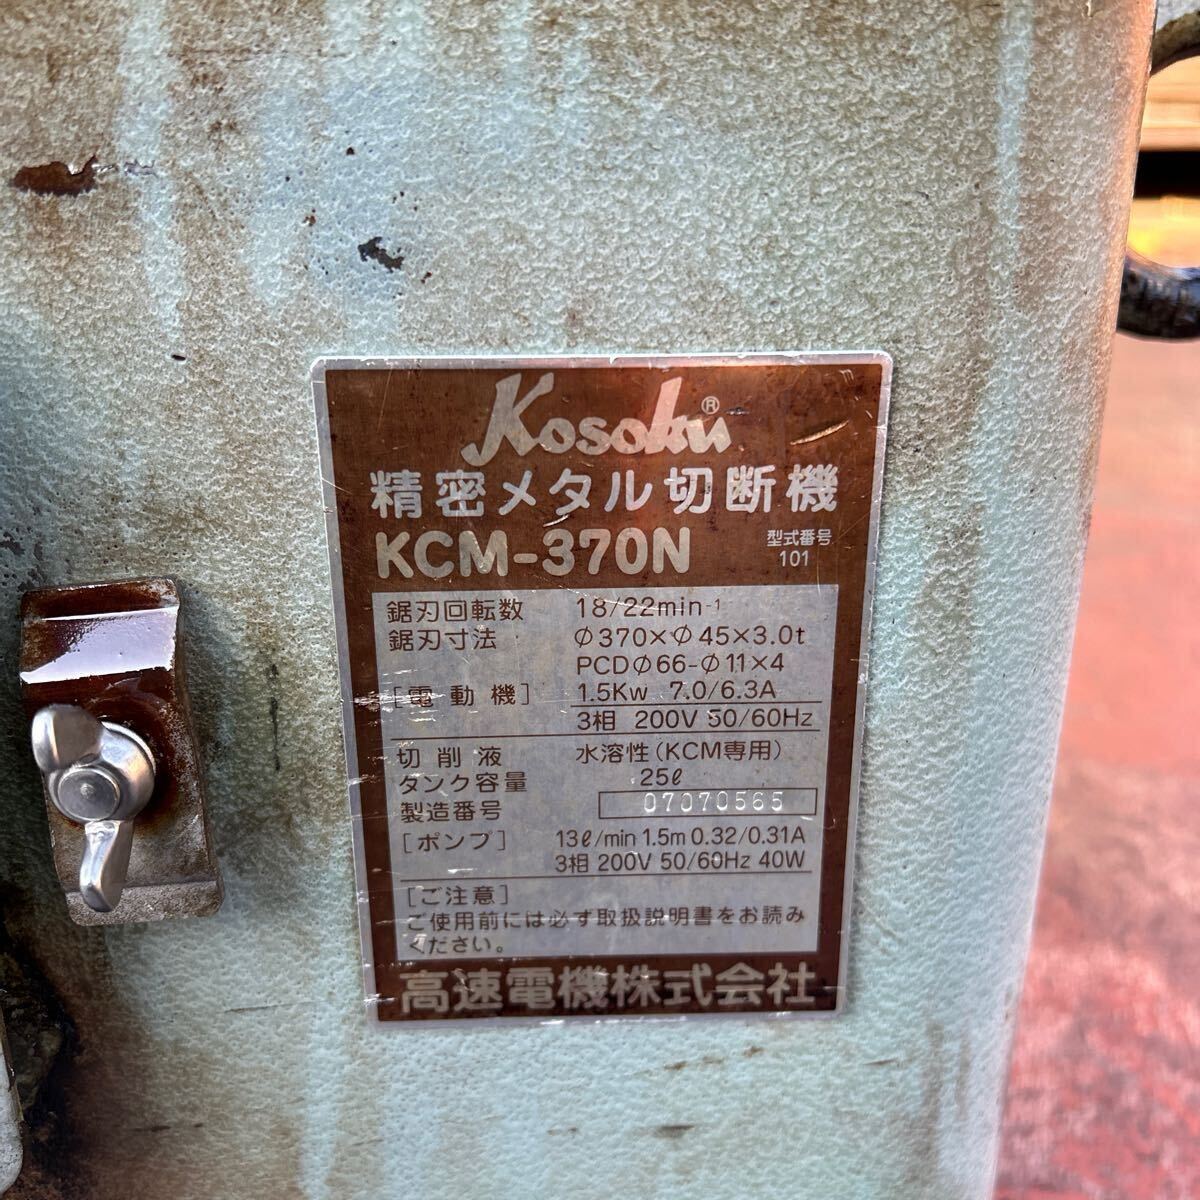 Kosoku®
精密メタル切断機
KCM-370N 型式番号 101
鋸刃回転数 18/22min-1
鋸刃寸法 Φ370×Φ45×3.0t
PCDΦ66-Φ11×4
[電動機] 1.5Kw 7.0/6.3A
3相 200V 50/60Hz
切削液 水溶性(KCM専用)
タンク容量 25ℓ
製造番号 07070565
[ポンプ] 13ℓ/min 1.5m 0.32/0.31A
3相 200V 50/60Hz 40W
[ご注意]
ご使用前には必ず取扱説明書をお読み
ください。
高速電機株式会社